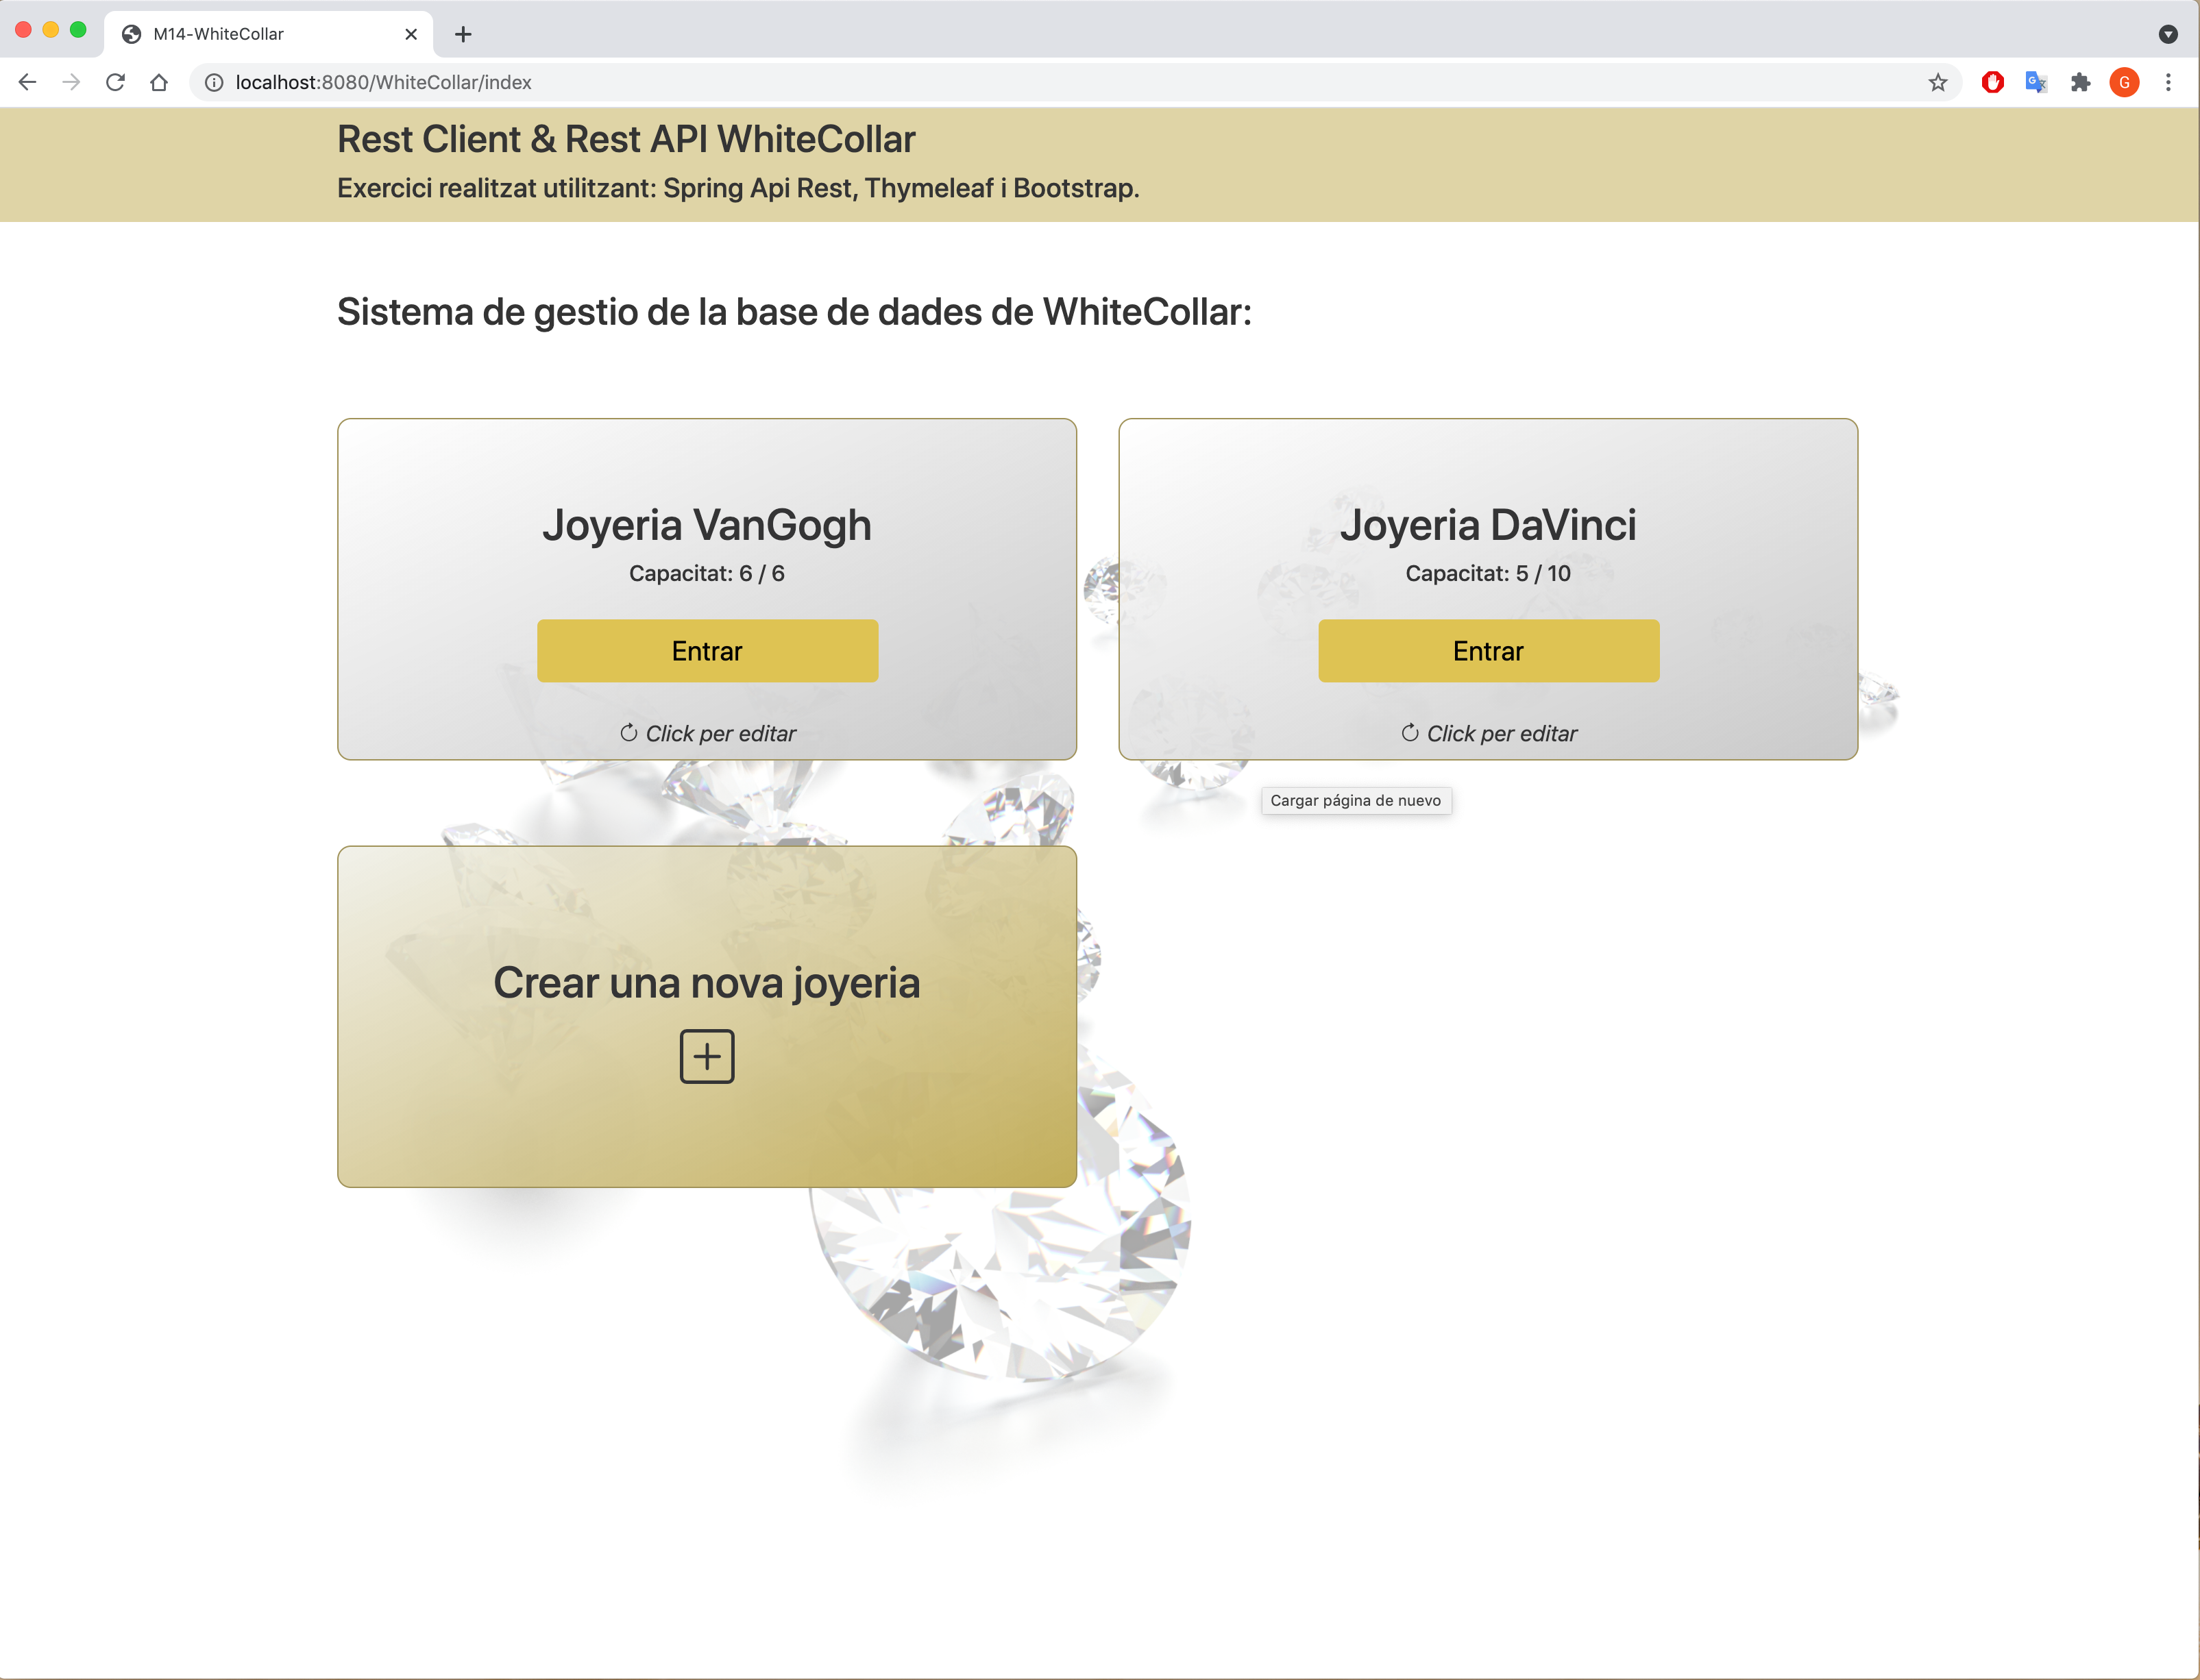 M14-WhiteCollar
localhost:8080/WhiteCollar/index
G
Rest Client & Rest API WhiteCollar
Exercici realitzat utilitzant: Spring Api Rest, Thymeleaf i Bootstrap.
Sistema de gestio de la base de dades de WhiteCollar:
Joyeria VanGogh
Capacitat: 6 / 6
Entrar
Click per editar
Joyeria DaVinci
Capacitat: 5 / 10
Entrar
Click per editar
Cargar página de nuevo
Crear una nova joyeria